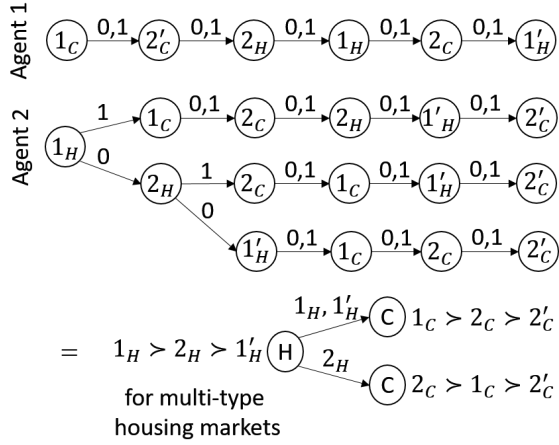 Agent 1
1_C 0,1 2'_C 0,1 2_H 0,1 1_H 0,1 2_C 0,1 1'_H
Agent 2
1 1_C 0,1 2_C 0,1 2_H 0,1 1'_H 0,1 2'_C
1_H
0 2_H 1 2_C 0,1 1_C 0,1 1'_H 0,1 2'_C
0
1'_H 0,1 1_C 0,1 2_C 0,1 2'_C
1_H, 1'_H C 1_C ≻ 2_C ≻ 2'_C
= 1_H ≻ 2_H ≻ 1'_H H
2_H C 2_C ≻ 1_C ≻ 2'_C
for multi-type
housing markets